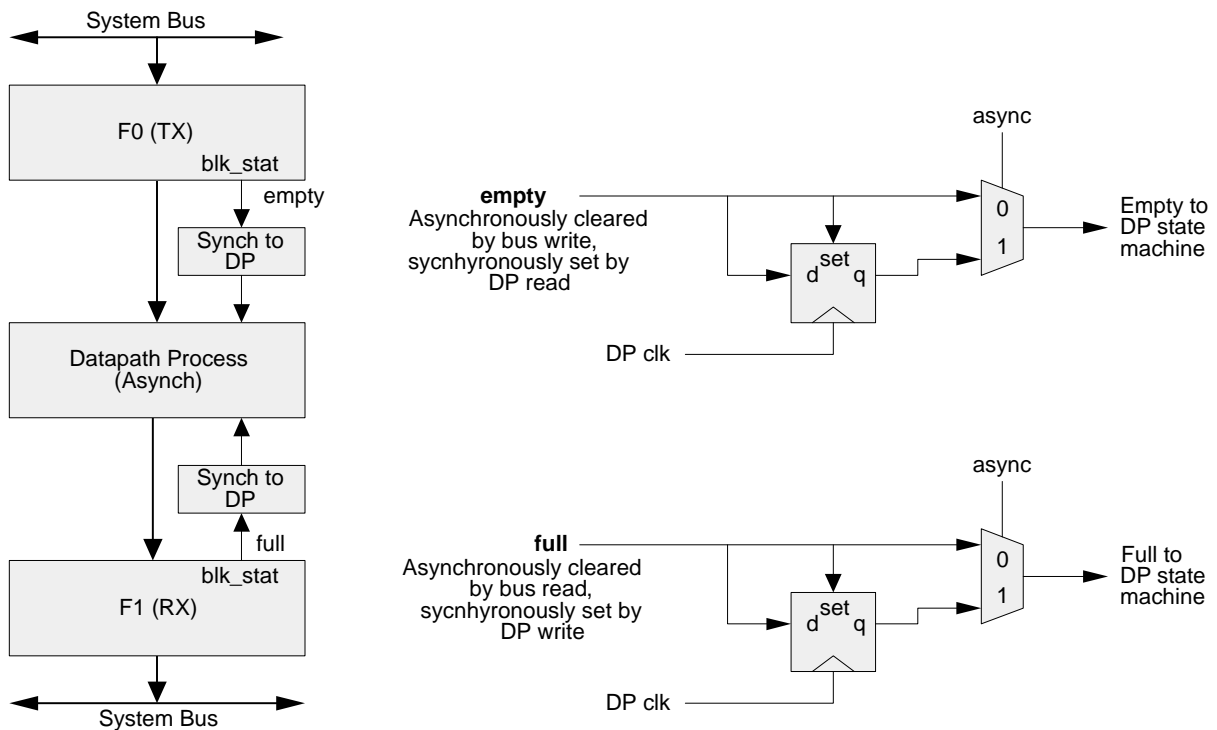 System Bus
F0 (TX)
blk_stat
empty
Synch to
DP
Datapath Process
(Asynch)
Synch to
DP
full
blk_stat
F1 (RX)
System Bus
async
empty
Asynchronously cleared
by bus write,
sycnhyronously set by
DP read
0
1
set
d q
DP clk
Empty to
DP state
machine
async
full
Asynchronously cleared
by bus read,
sycnhyronously set by
DP write
0
1
set
d q
DP clk
Full to
DP state
machine